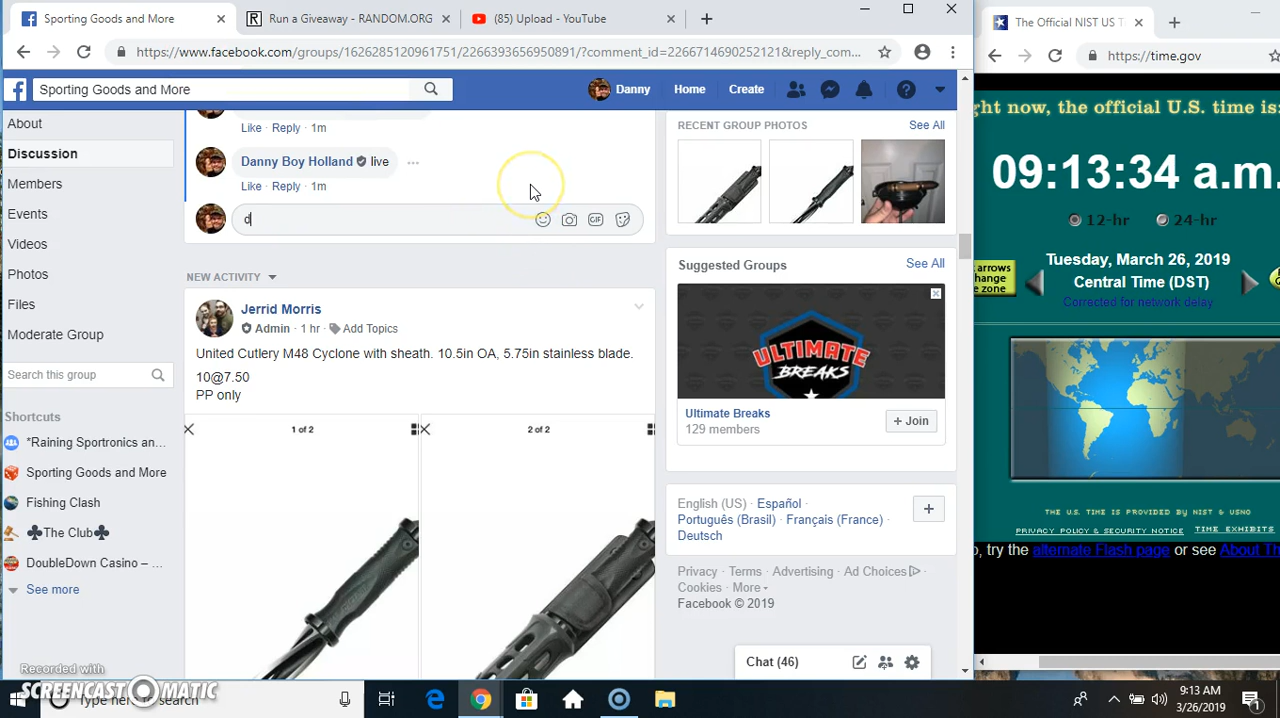 Sporting Goods and More
Run a Giveaway - RANDOM.ORG
(85) Upload - YouTube
The Official NIST US T
https://www.facebook.com/groups/1626285120961751/2266393656950891/?comment_id=2266714690252121&reply_com...
https://time.gov
Sporting Goods and More
Danny
Home
Create
About
Discussion
Members
Events
Videos
Photos
Files
Moderate Group
Search this group
Shortcuts
*Raining Sportronics an...
Sporting Goods and More
Fishing Clash
♣The Club♣
DoubleDown Casino – ...
See more
Like · Reply · 1m
Danny Boy Holland live
Like · Reply · 1m
d
GIF
NEW ACTIVITY
Jerrid Morris
Admin · 1 hr · Add Topics
United Cutlery M48 Cyclone with sheath. 10.5in OA, 5.75in stainless blade.
10@7.50
PP only
1 of 2
2 of 2
RECENT GROUP PHOTOS
See All
Suggested Groups
See All
ULTIMATE
BREAKS
Ultimate Breaks
129 members
+ Join
English (US) · Español ·
Português (Brasil) · Français (France) ·
Deutsch
Privacy · Terms · Advertising · Ad Choices ·
Cookies · More
Facebook © 2019
Chat (46)
ght now, the official U.S. time is:
09:13:34 a.m.
12-hr
24-hr
arrows
hange
e zone
Tuesday, March 26, 2019
Central Time (DST)
Corrected for network delay
THE U.S. TIME IS PROVIDED BY NIST & USNO
PRIVACY POLICY & SECURITY NOTICE
TIME EXHIBITS
o, try the alternate Flash page or see About Th
Recorded with
SCREENCAST-O-MATIC
Type here to search
9:13 AM
3/26/2019
1